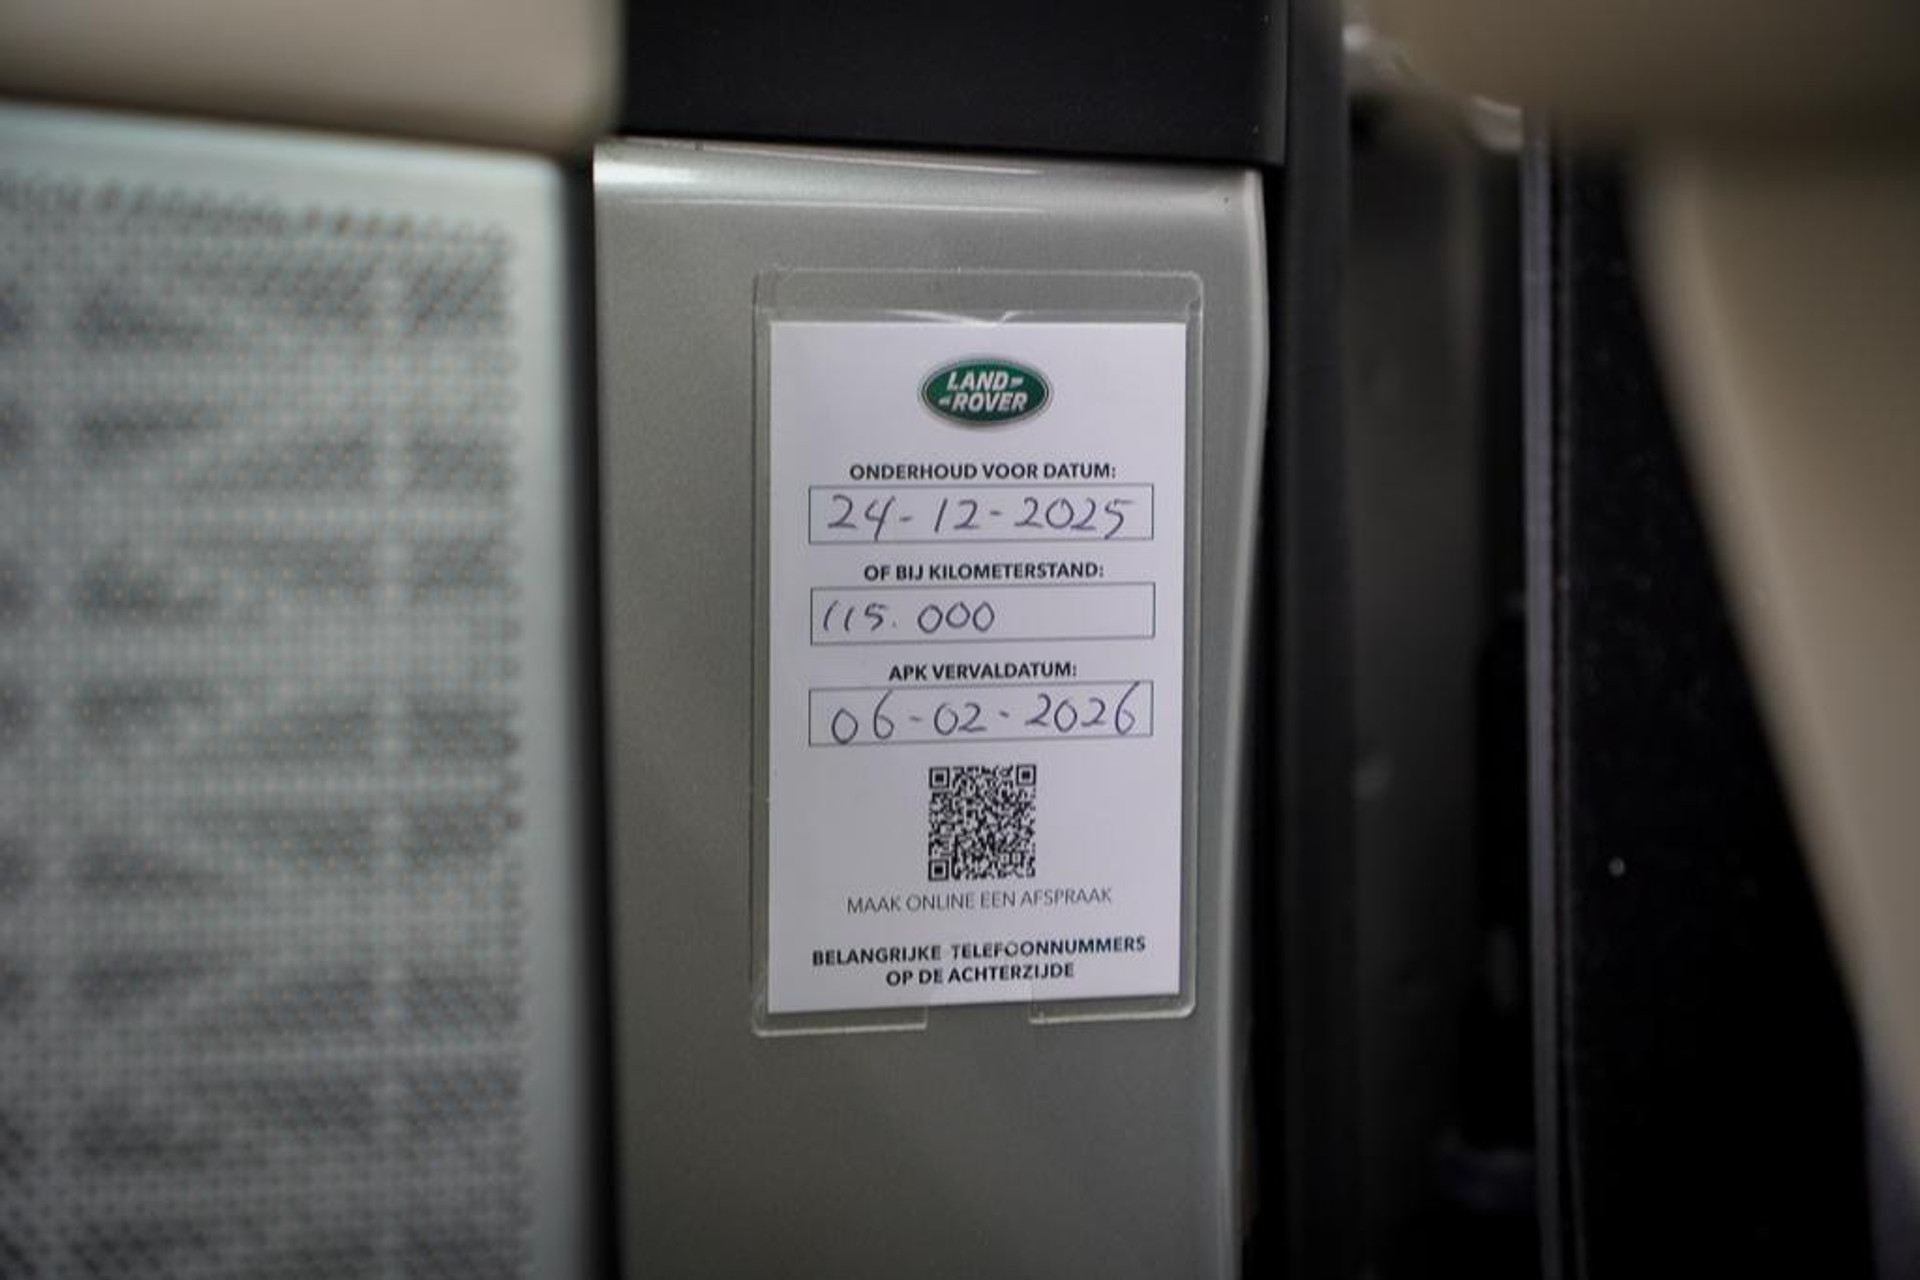 LAND-
-ROVER
ONDERHOUD VOOR DATUM:
24-12-2025
OF BIJ KILOMETERSTAND:
115.000
APK VERVALDATUM:
06-02-2026
MAAK ONLINE EEN AFSPRAAK
BELANGRIJKE TELEFOONNUMMERS
OP DE ACHTERZIJDE